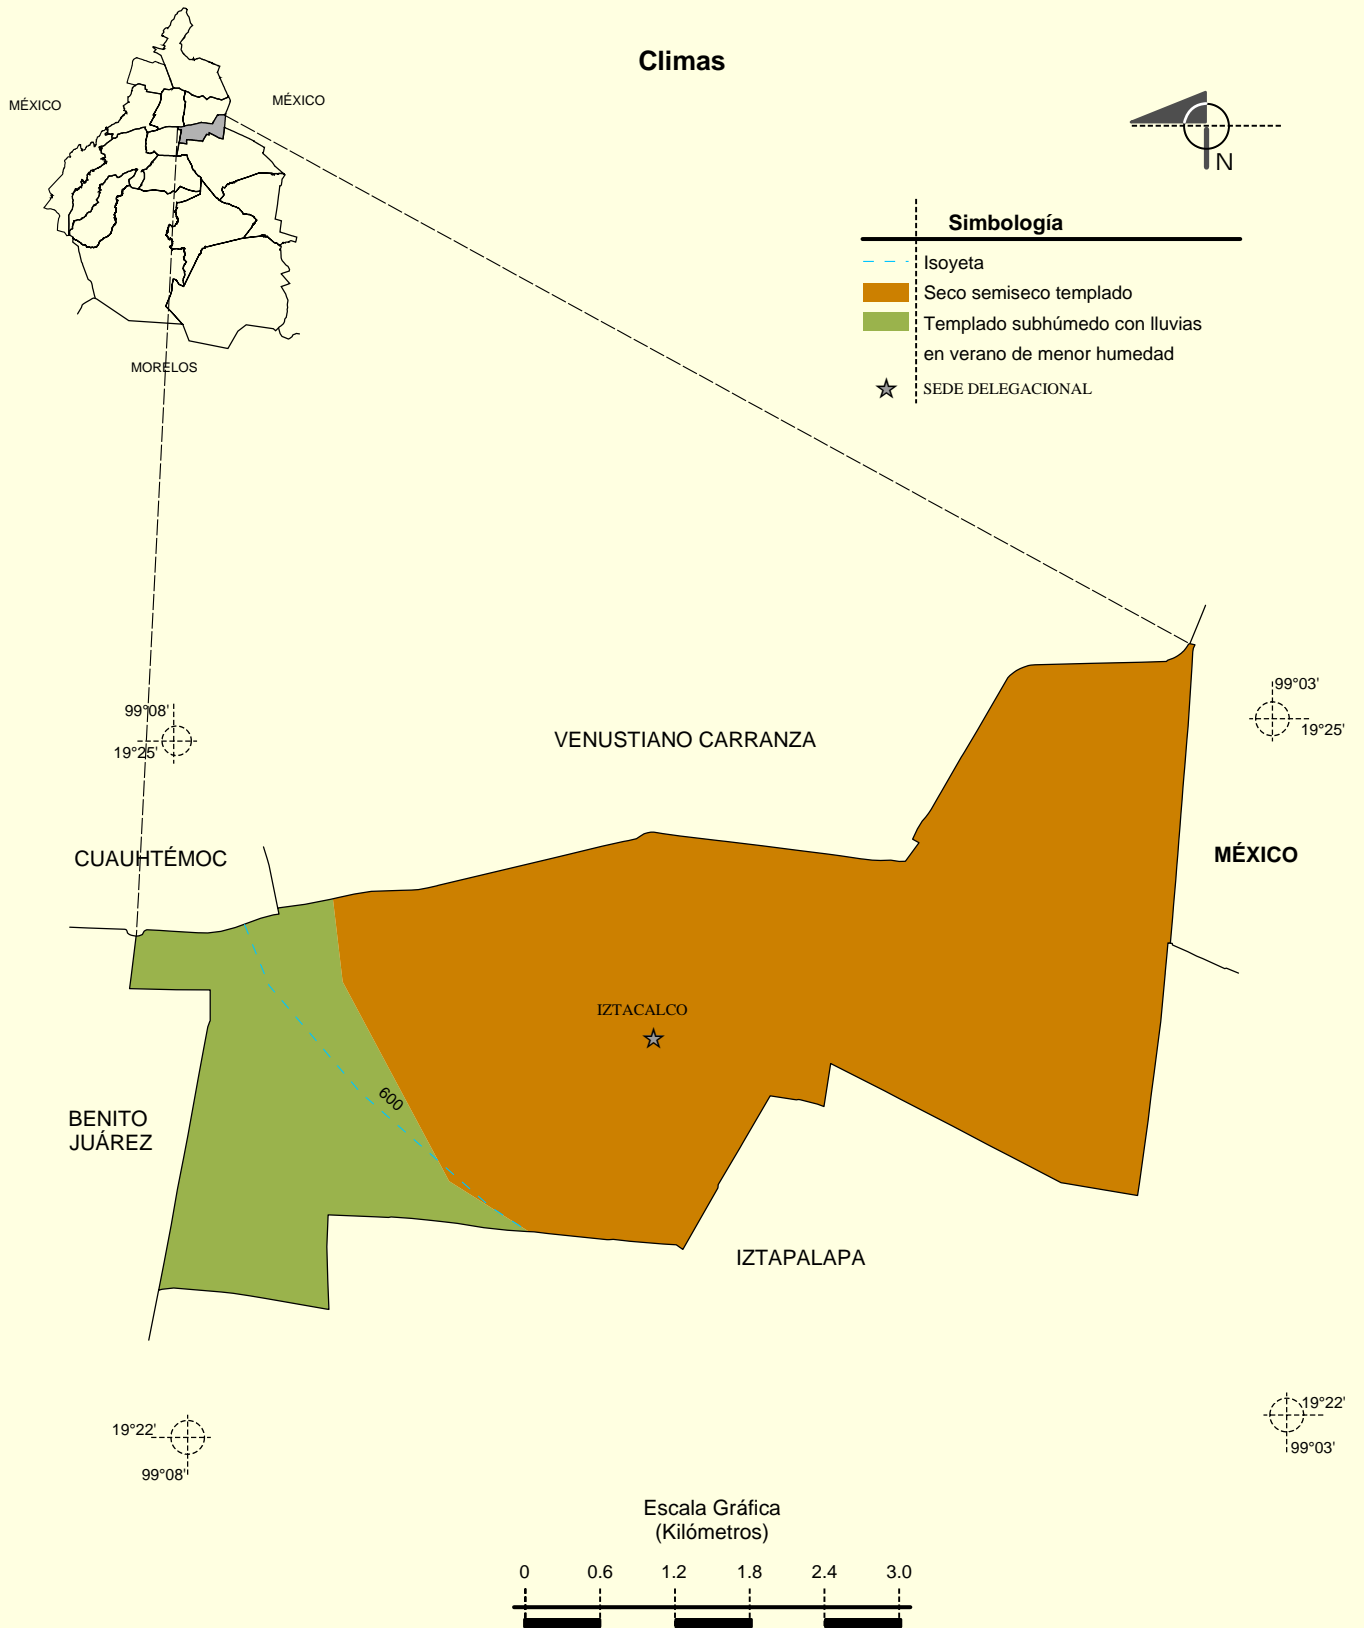 Climas
MÉXICO
MÉXICO
MORELOS
N
Simbología
Isoyeta
Seco semiseco templado
Templado subhúmedo con lluvias
en verano de menor humedad
SEDE DELEGACIONAL
99°08'
19°25'
99°03'
19°25'
VENUSTIANO CARRANZA
CUAUHTÉMOC
MÉXICO
IZTACALCO
600
BENITO
JUÁREZ
IZTAPALAPA
19°22'
99°08'
19°22'
99°03'
Escala Gráfica
(Kilómetros)
0 0.6 1.2 1.8 2.4 3.0